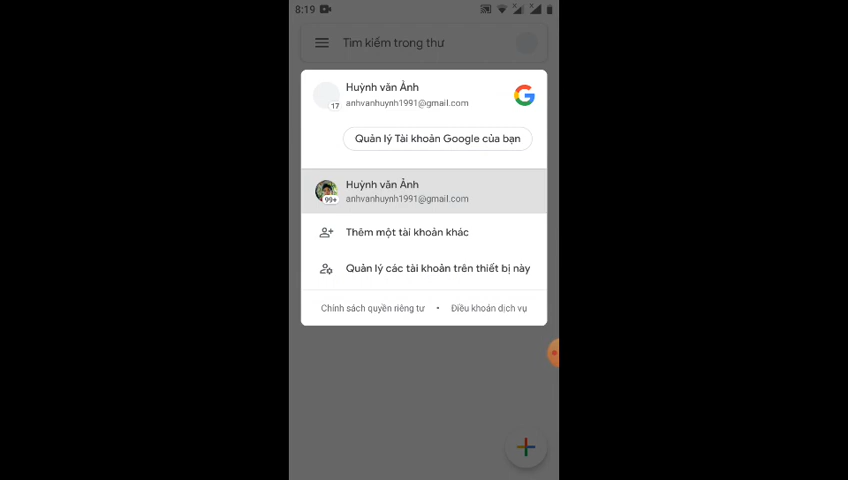 8:19
Tìm kiếm trong thư
Huỳnh văn Ảnh
17
anhvanhuynh1991@gmail.com
Quản lý Tài khoản Google của bạn
Huỳnh văn Ảnh
99+
anhvanhuynh1991@gmail.com
Thêm một tài khoản khác
Quản lý các tài khoản trên thiết bị này
Chính sách quyền riêng tư • Điều khoản dịch vụ